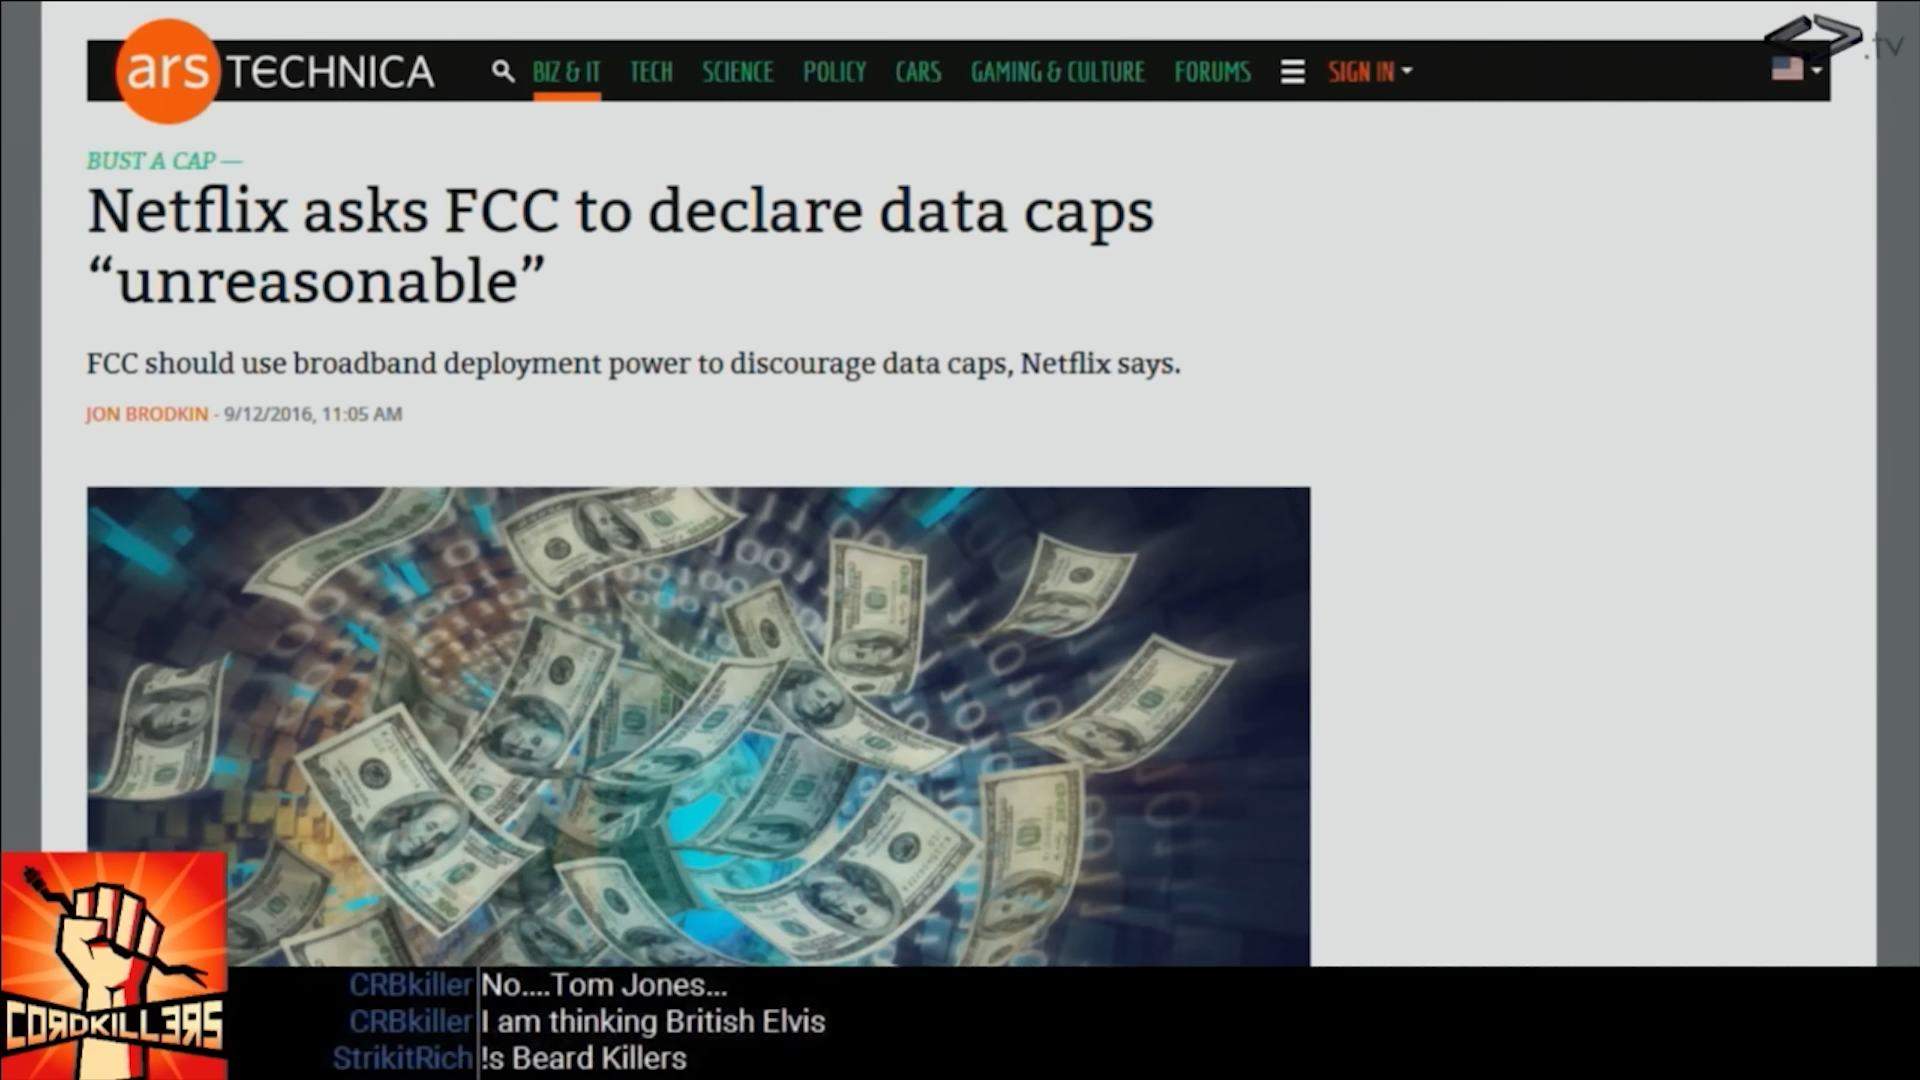 ars TECHNICA
BIZ & IT TECH SCIENCE POLICY CARS GAMING & CULTURE FORUMS SIGN IN
.tv
BUST A CAP —
Netflix asks FCC to declare data caps
“unreasonable”
FCC should use broadband deployment power to discourage data caps, Netflix says.
JON BRODKIN - 9/12/2016, 11:05 AM
CORDKILLERS
CRBkiller No....Tom Jones...
CRBkiller I am thinking British Elvis
StrikitRich !s Beard Killers